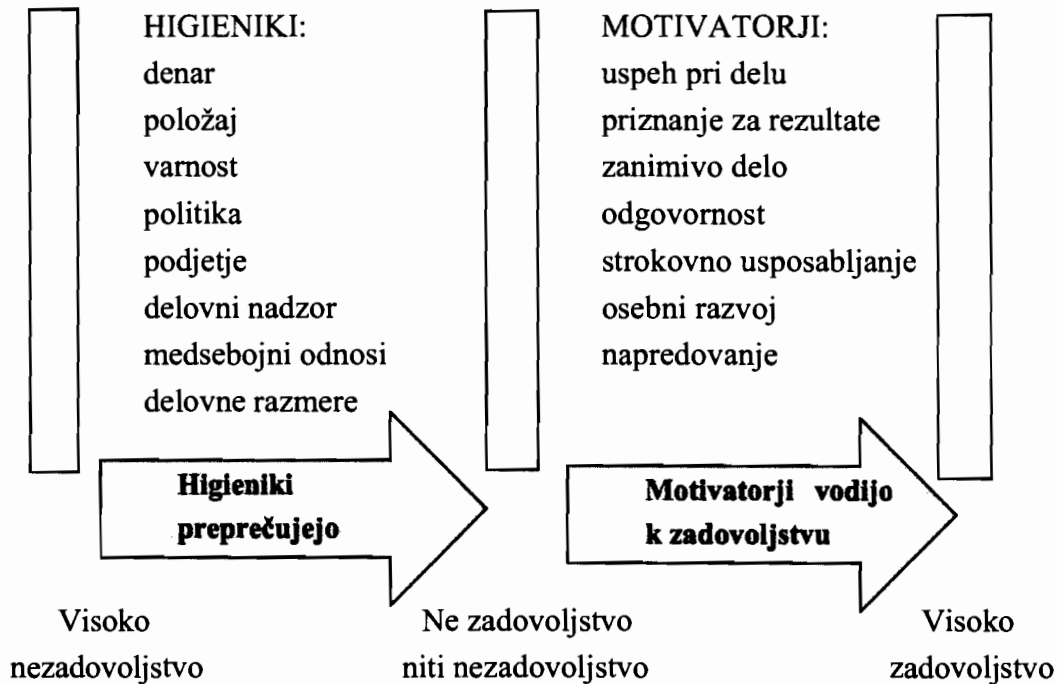 HIGIENIKI:
denar
položaj
varnost
politika
podjetje
delovni nadzor
medsebojni odnosi
delovne razmere
MOTIVATORJI:
uspeh pri delu
priznanje za rezultate
zanimivo delo
odgovornost
strokovno usposabljanje
osebni razvoj
napredovanje
Higieniki
preprečujejo
Motivatorji vodijo
k zadovoljstvu
Visoko
nezadovoljstvo
Ne zadovoljstvo
niti nezadovoljstvo
Visoko
zadovoljstvo